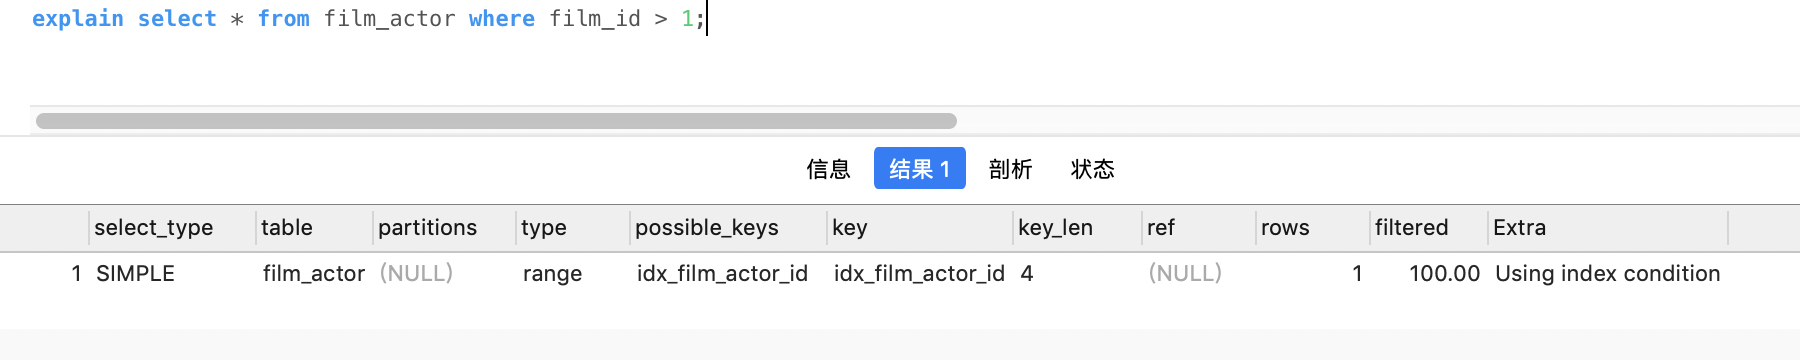 explain select * from film_actor where film_id > 1;
信息 结果 1 剖析 状态
select_type table partitions type possible_keys key key_len ref rows filtered Extra
1 SIMPLE film_actor (NULL) range idx_film_actor_id idx_film_actor_id 4 (NULL) 1 100.00 Using index condition